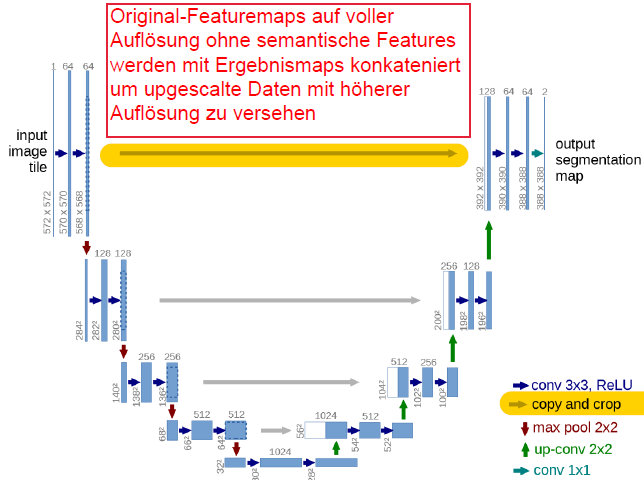 Original-Featuremaps auf voller
Auflösung ohne semantische Features
werden mit Ergebnismaps konkateniert
um upgescalte Daten mit höherer
Auflösung zu versehen
1 64 64
128 64 64 2
input
image
tile
output
segmentation
map
572 x 572
570 x 570
568 x 568
392 x 392
390 x 390
388 x 388
388 x 388
128 128
256 128
284²
282²
280²
200²
198²
196²
256 256
512 256
140²
138²
136²
104²
102²
100²
512 512
1024 512
68²
66²
64²
56²
54²
52²
1024
32²
30²
28²
conv 3x3, ReLU
copy and crop
max pool 2x2
up-conv 2x2
conv 1x1